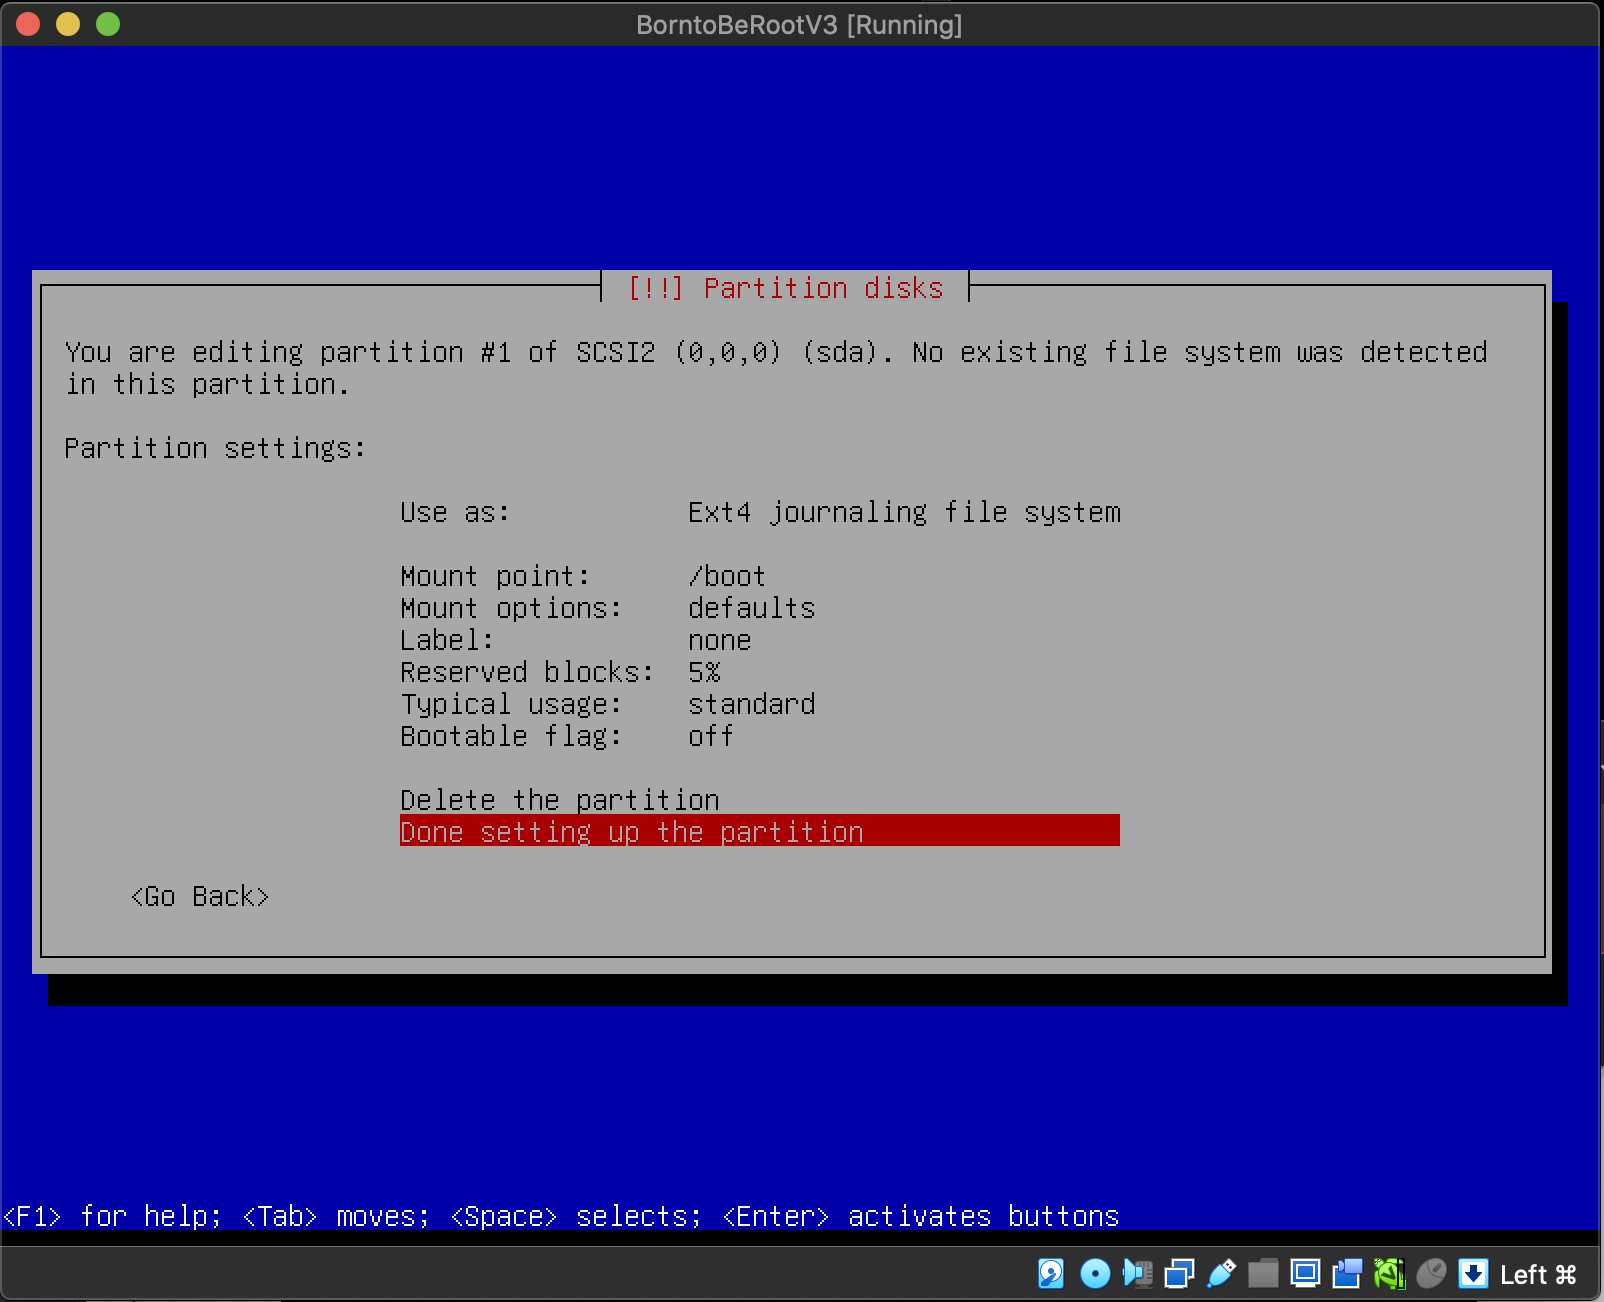 BorntoBeRootV3 [Running]
[!!] Partition disks
You are editing partition #1 of SCSI2 (0,0,0) (sda). No existing file system was detected
in this partition.
Partition settings:
Use as: Ext4 journaling file system
Mount point: /boot
Mount options: defaults
Label: none
Reserved blocks: 5%
Typical usage: standard
Bootable flag: off
Delete the partition
Done setting up the partition
<Go Back>
<F1> for help; <Tab> moves; <Space> selects; <Enter> activates buttons
Left ⌘